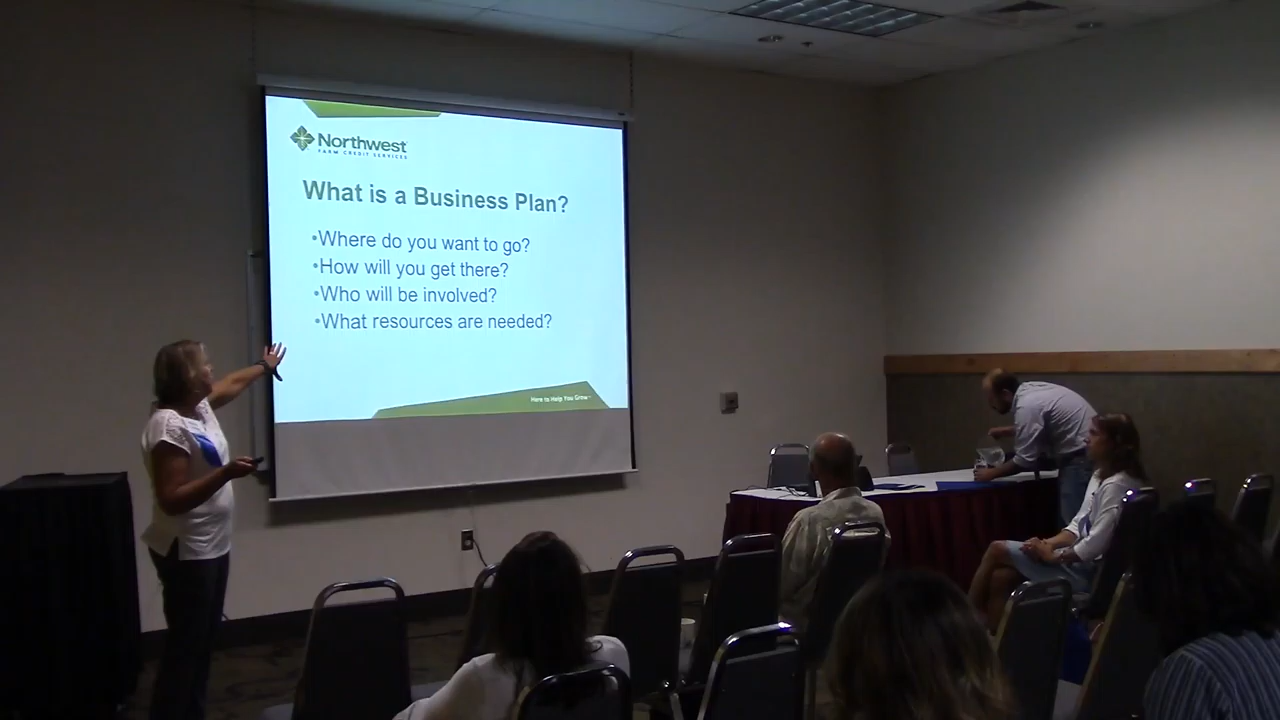 Northwest
FARM CREDIT SERVICES
What is a Business Plan?
•Where do you want to go?
•How will you get there?
•Who will be involved?
•What resources are needed?
Here to Help You Grow™